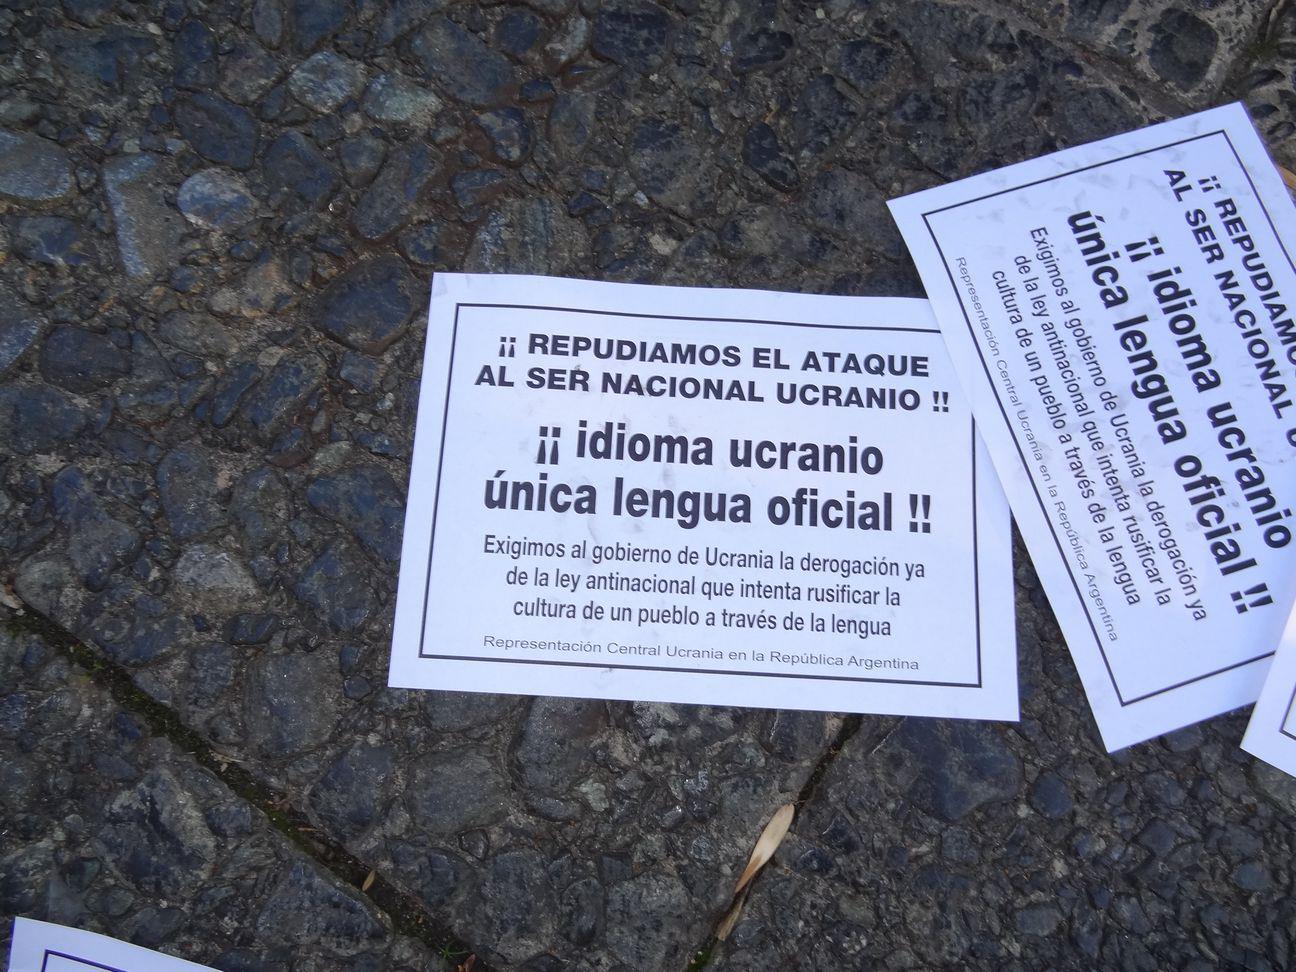 ¡¡ REPUDIAMOS EL ATAQUE
AL SER NACIONAL UCRANIO !!
¡¡ idioma ucranio
única lengua oficial !!
Exigimos al gobierno de Ucrania la derogación ya
de la ley antinacional que intenta rusificar la
cultura de un pueblo a través de la lengua
Representación Central Ucrania en la República Argentina
¡¡ REPUDIAMOS
AL SER NACIONAL
¡¡ idioma ucranio
única lengua oficial !!
Exigimos al gobierno de Ucrania la derogación ya
de la ley antinacional que intenta rusificar la
cultura de un pueblo a través de la lengua
Representación Central Ucrania en la República Argentina